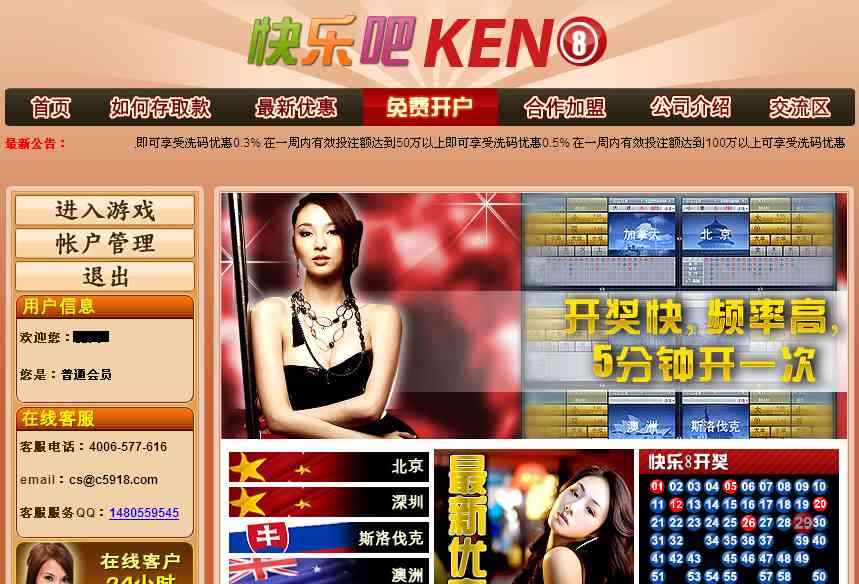 快乐吧 KENO 8
首页 如何存取款 最新优惠 免费开户 合作加盟 公司介绍 交流区
最新公告： 即可享受洗码优惠0.3% 在一周内有效投注额达到50万以上即可享受洗码优惠0.5% 在一周内有效投注额达到100万以上可享受洗码优惠
进入游戏
帐户管理
退出
用户信息
欢迎您：
您是：普通会员
在线客服
客服电话：4006-577-616
email：cs@c5918.com
客服服务QQ：1480559545
在线客户
24小时
加拿大 北京
开奖快, 频率高,
5分钟开一次
澳洲 斯洛伐克
北京
深圳
斯洛伐克
澳洲
最新优
快乐8开奖
01 02 03 04 05 06 07 08 09 10
11 12 13 14 15 16 17 18 19 20
21 22 23 24 25 26 27 28 29 30
31 32 34 35 36 37 39 40
41 42 43 45 46 47 48 49
51 53 54 55 56 57 58 60